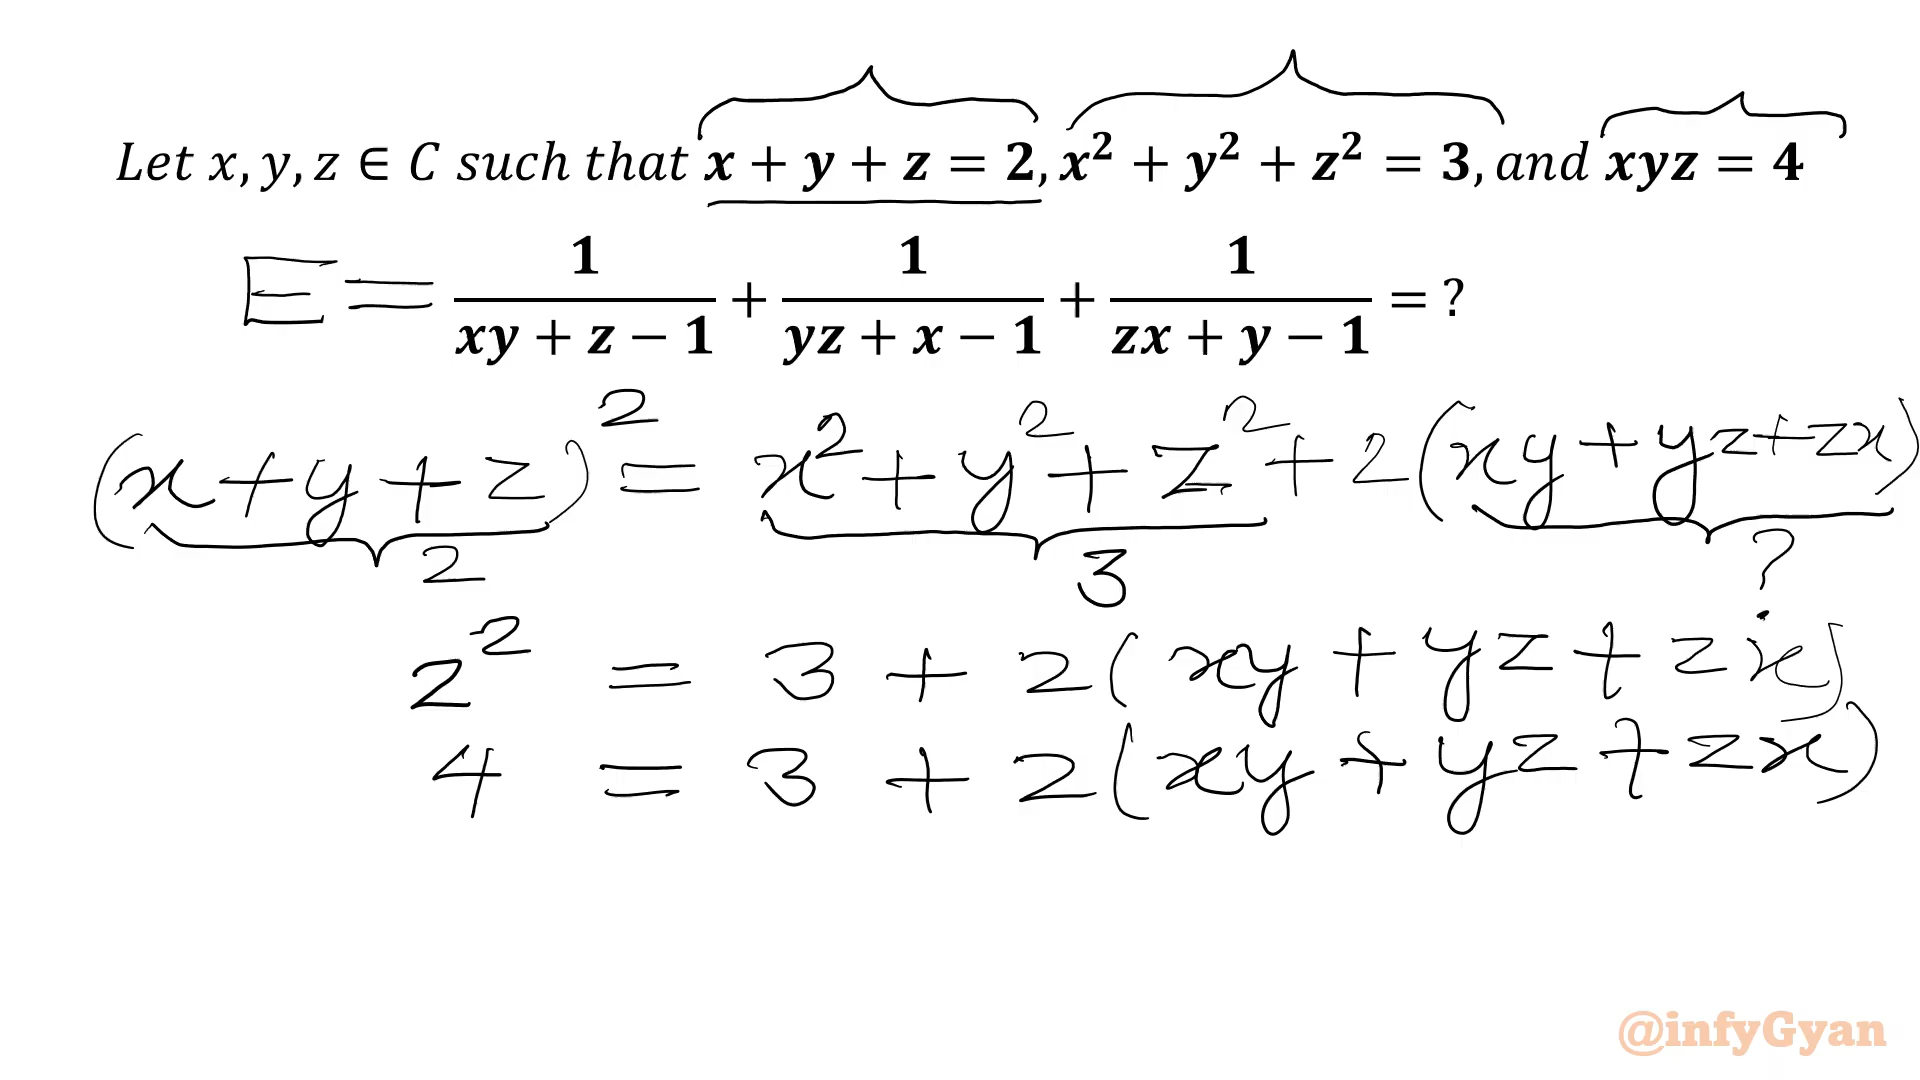 Let x, y, z ∈ C such that x + y + z = 2, x² + y² + z² = 3, and xyz = 4
E = 1/(xy + z − 1) + 1/(yz + x − 1) + 1/(zx + y − 1) = ?
(x + y + z)² = x² + y² + z² + 2(xy + yz + zx)
2 3 ?
2² = 3 + 2(xy + yz + zx)
4 = 3 + 2(xy + yz + zx)
@infyGyan